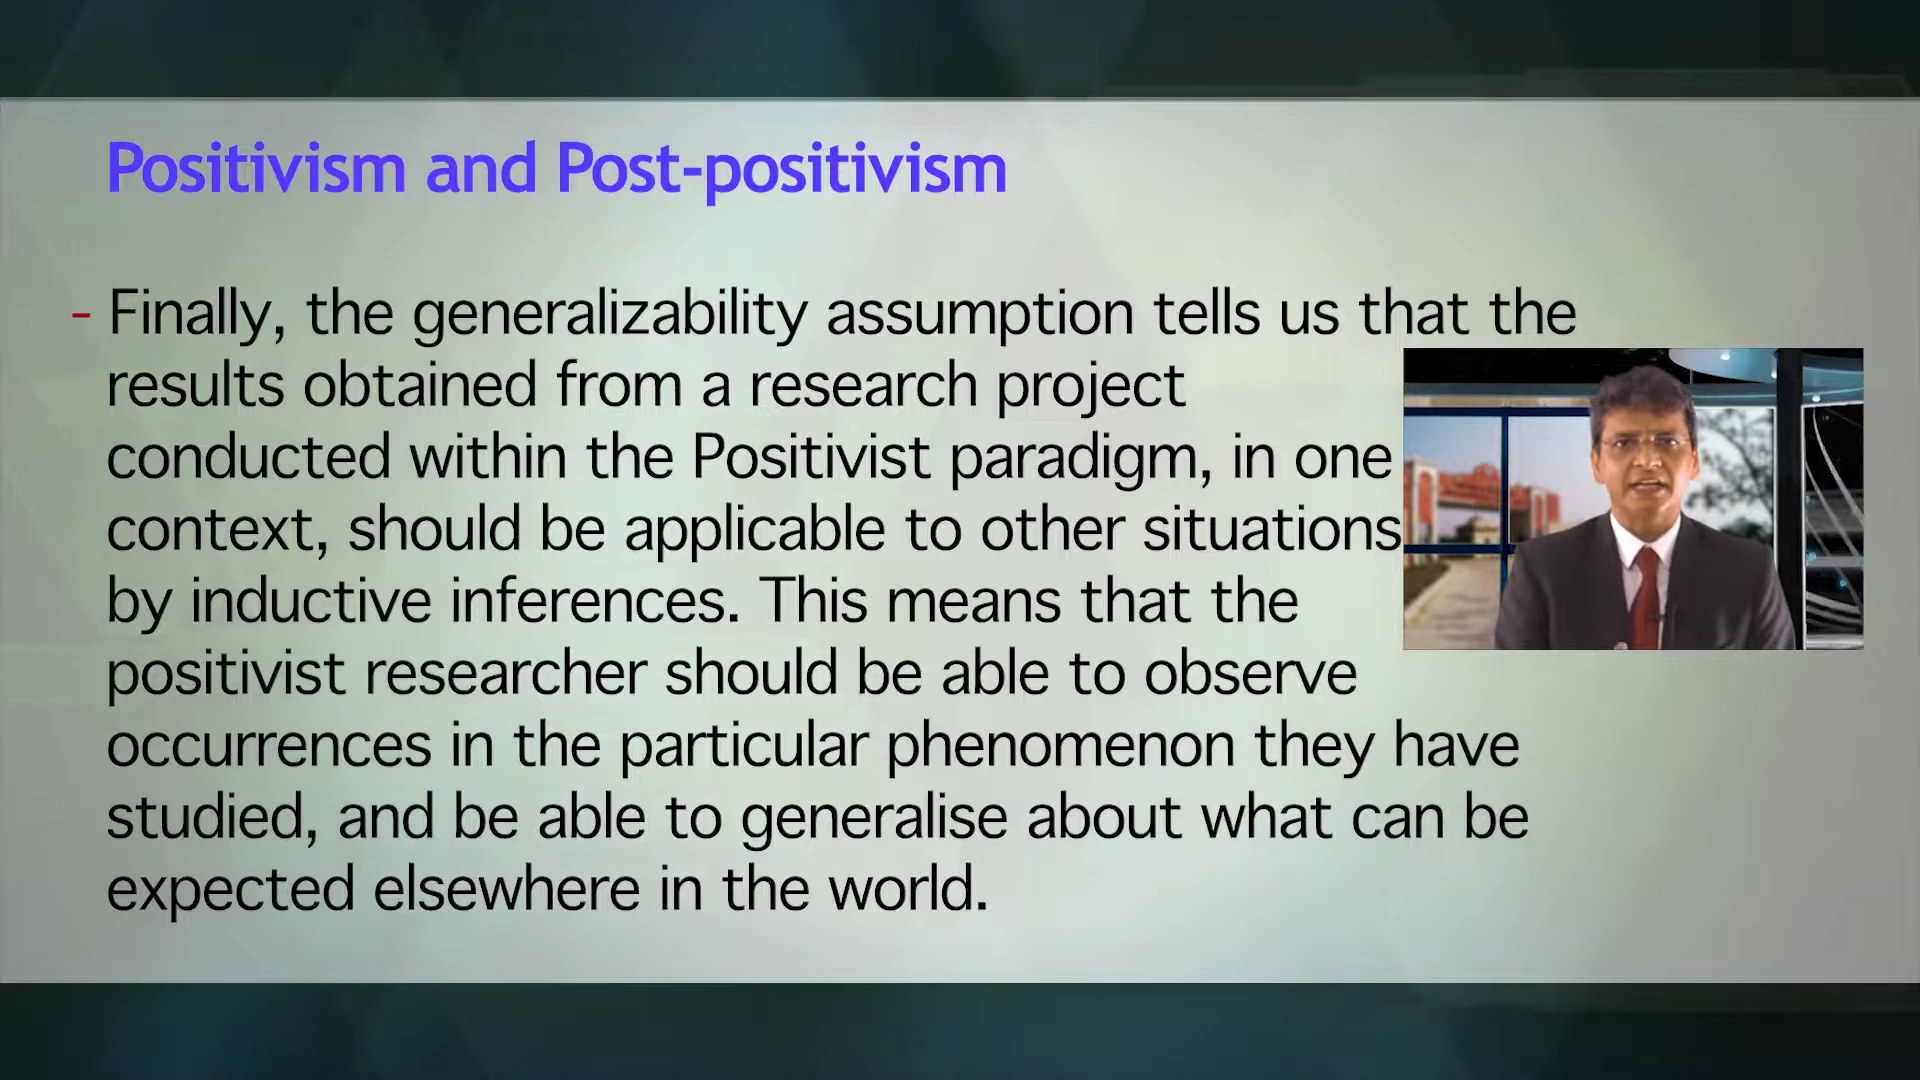 Positivism and Post-positivism
- Finally, the generalizability assumption tells us that the
results obtained from a research project
conducted within the Positivist paradigm, in one
context, should be applicable to other situations
by inductive inferences. This means that the
positivist researcher should be able to observe
occurrences in the particular phenomenon they have
studied, and be able to generalise about what can be
expected elsewhere in the world.